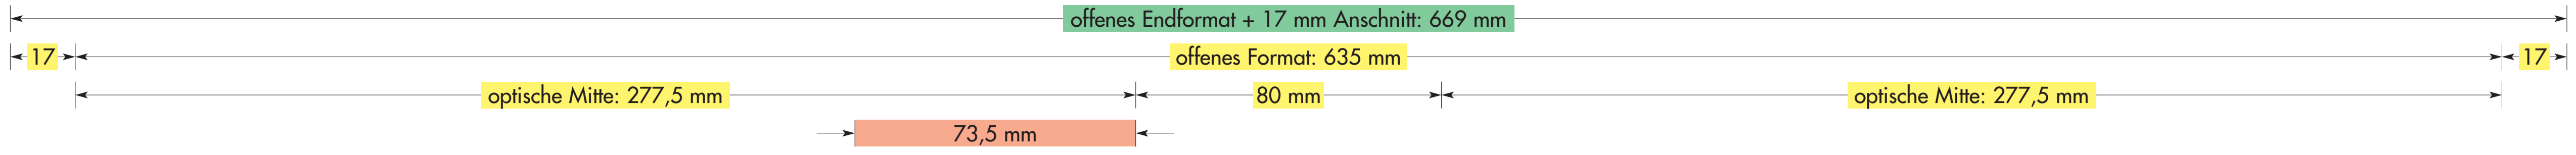 offenes Endformat + 17 mm Anschnitt: 669 mm
17 offenes Format: 635 mm 17
optische Mitte: 277,5 mm 80 mm optische Mitte: 277,5 mm
73,5 mm